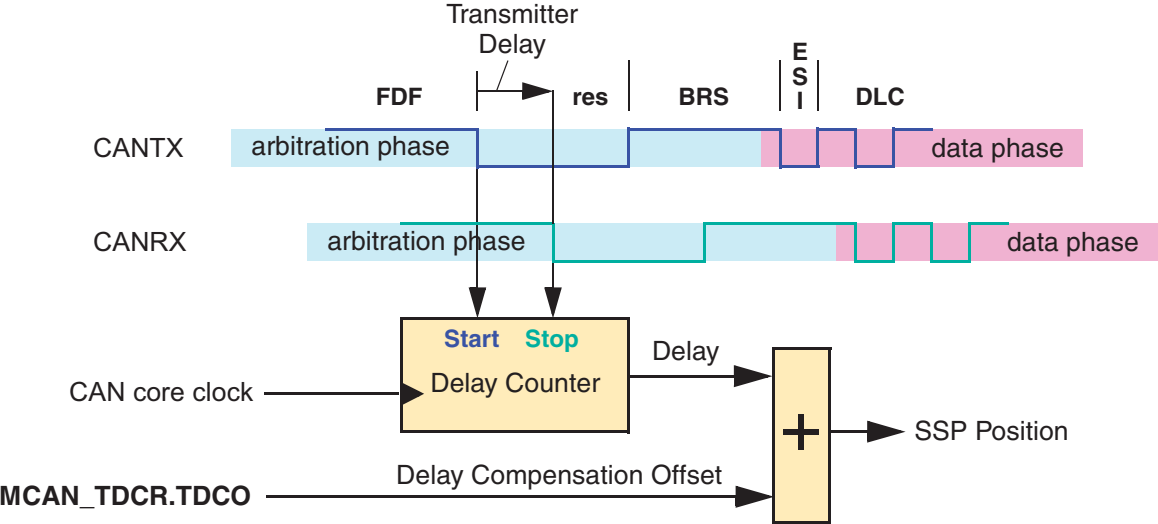 Transmitter
Delay
E
S
I
FDF
res
BRS
DLC
CANTX
arbitration phase
data phase
CANRX
arbitration phase
data phase
Start
Stop
Delay Counter
Delay
CAN core clock
+
SSP Position
Delay Compensation Offset
MCAN_TDCR.TDCO